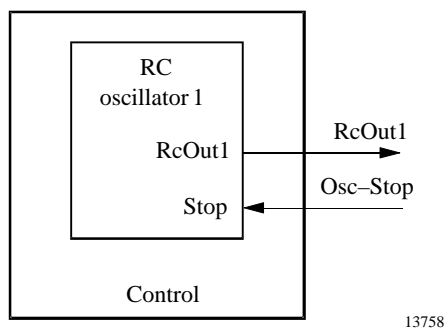 RC
oscillator 1
RcOut1
RcOut1
Osc–Stop
Stop
Control
13758